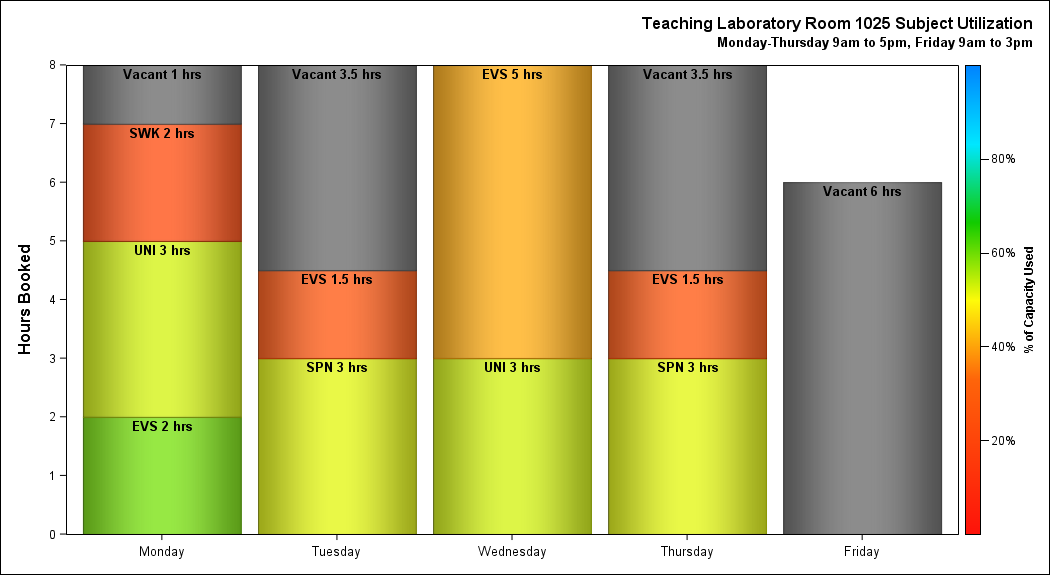 Teaching Laboratory Room 1025 Subject Utilization
Monday-Thursday 9am to 5pm, Friday 9am to 3pm
Hours Booked
8
7
6
5
4
3
2
1
0
Vacant 1 hrs
SWK 2 hrs
UNI 3 hrs
EVS 2 hrs
Vacant 3.5 hrs
EVS 1.5 hrs
SPN 3 hrs
EVS 5 hrs
UNI 3 hrs
Vacant 3.5 hrs
EVS 1.5 hrs
SPN 3 hrs
Vacant 6 hrs
Monday
Tuesday
Wednesday
Thursday
Friday
80%
60%
40%
20%
% of Capacity Used